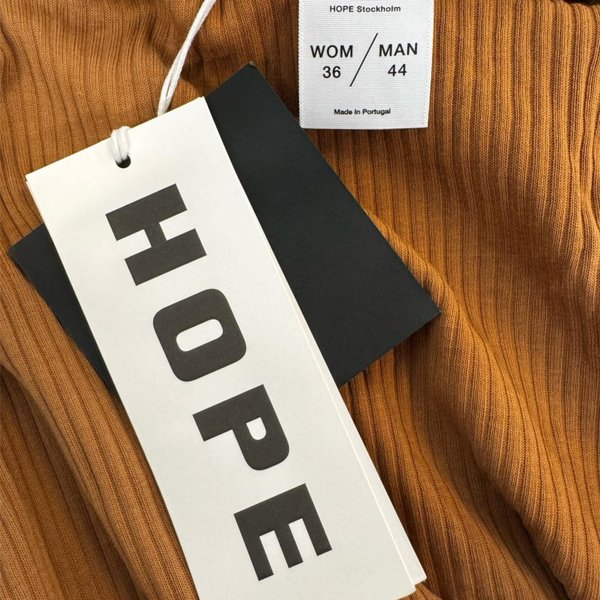 HOPE Stockholm
WOM / MAN
36 44
Made in Portugal
HOPE